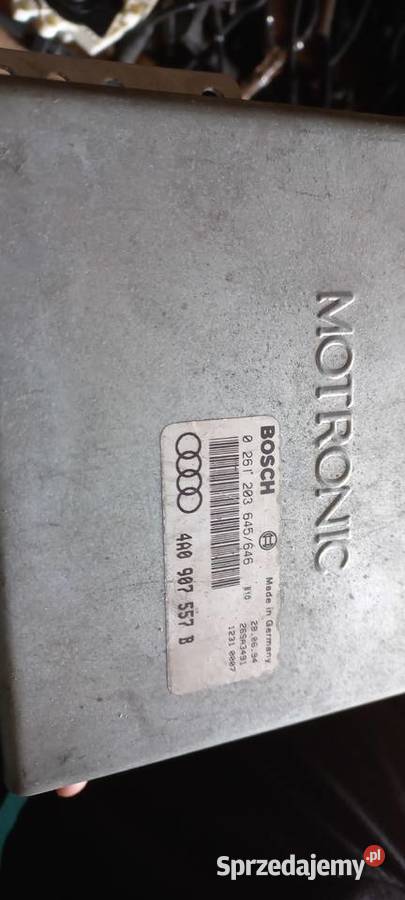 MOTRONIC
BOSCH
Made in Germany
0 261 203 645/646
28.06.94
26SA3491
1231 0007
4A0 907 557 B
Sprzedajemy.pl